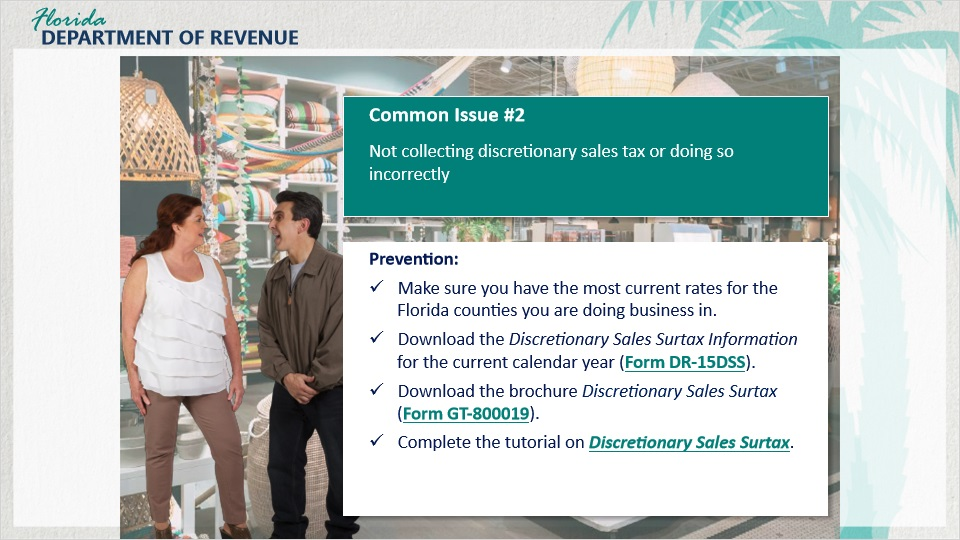 Florida
DEPARTMENT OF REVENUE
Common Issue #2
Not collecting discretionary sales tax or doing so
incorrectly
Prevention:
✓ Make sure you have the most current rates for the
Florida counties you are doing business in.
✓ Download the Discretionary Sales Surtax Information
for the current calendar year (Form DR-15DSS).
✓ Download the brochure Discretionary Sales Surtax
(Form GT-800019).
✓ Complete the tutorial on Discretionary Sales Surtax.